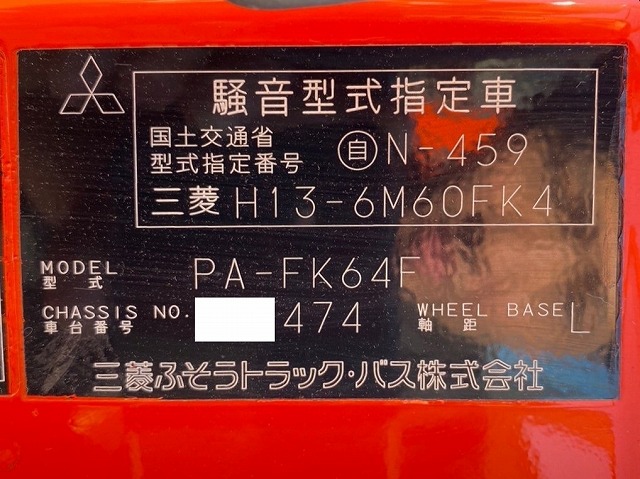 騒音型式指定車
国土交通省
型式指定番号 自 N-459
三菱 H13-6M60FK4
MODEL PA-FK64F
型式
CHASSIS NO. 474 WHEEL BASE L
車台番号 軸距
三菱ふそうトラック・バス株式会社